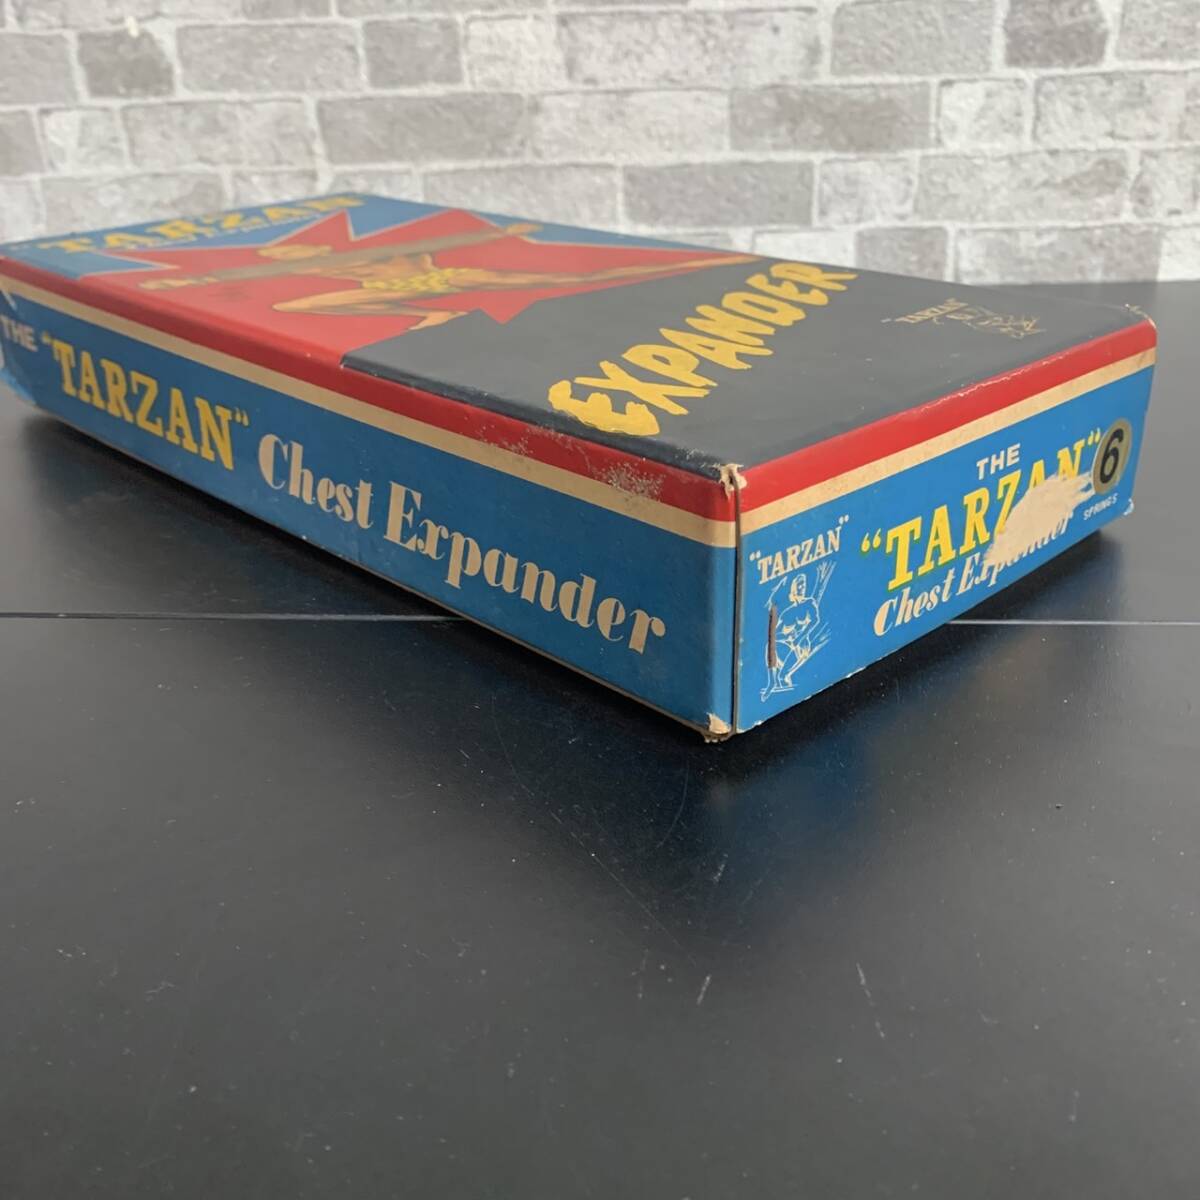 "TARZAN"
EXPANDER
"TARZAN"
THE "TARZAN" Chest Expander
"TARZAN"
THE
"TARZAN"
Chest Expander
6
SPRINGS